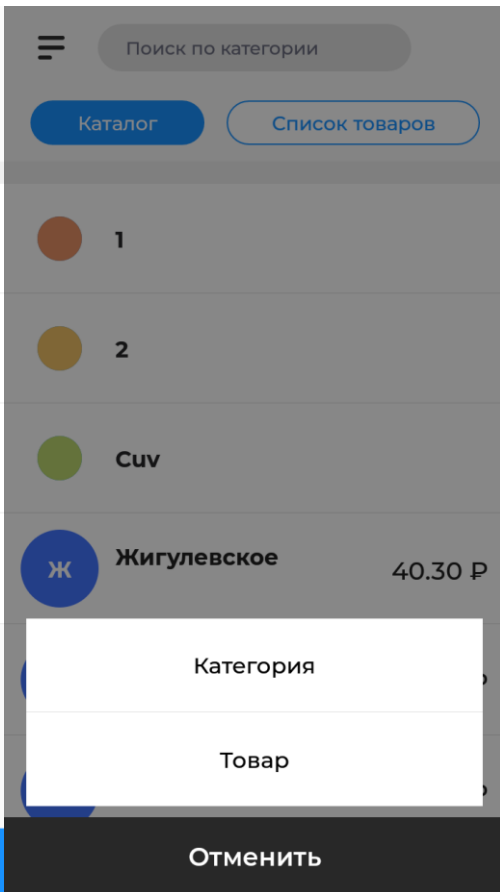 Поиск по категории
Каталог
Список товаров
1
2
Cuv
Ж
Жигулевское
40.30 ₽
Категория
Товар
Отменить